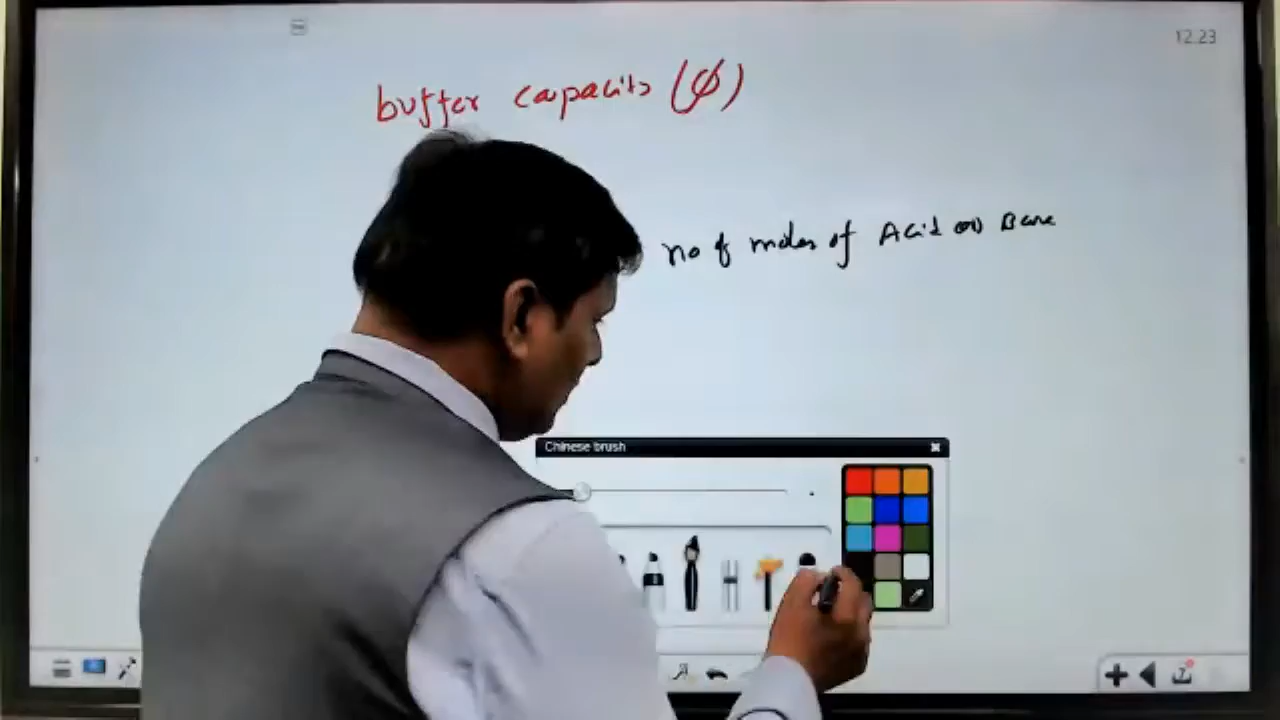 12.23
buffer capacity (φ)
no of moles of Acid (or) Base
Chinese brush